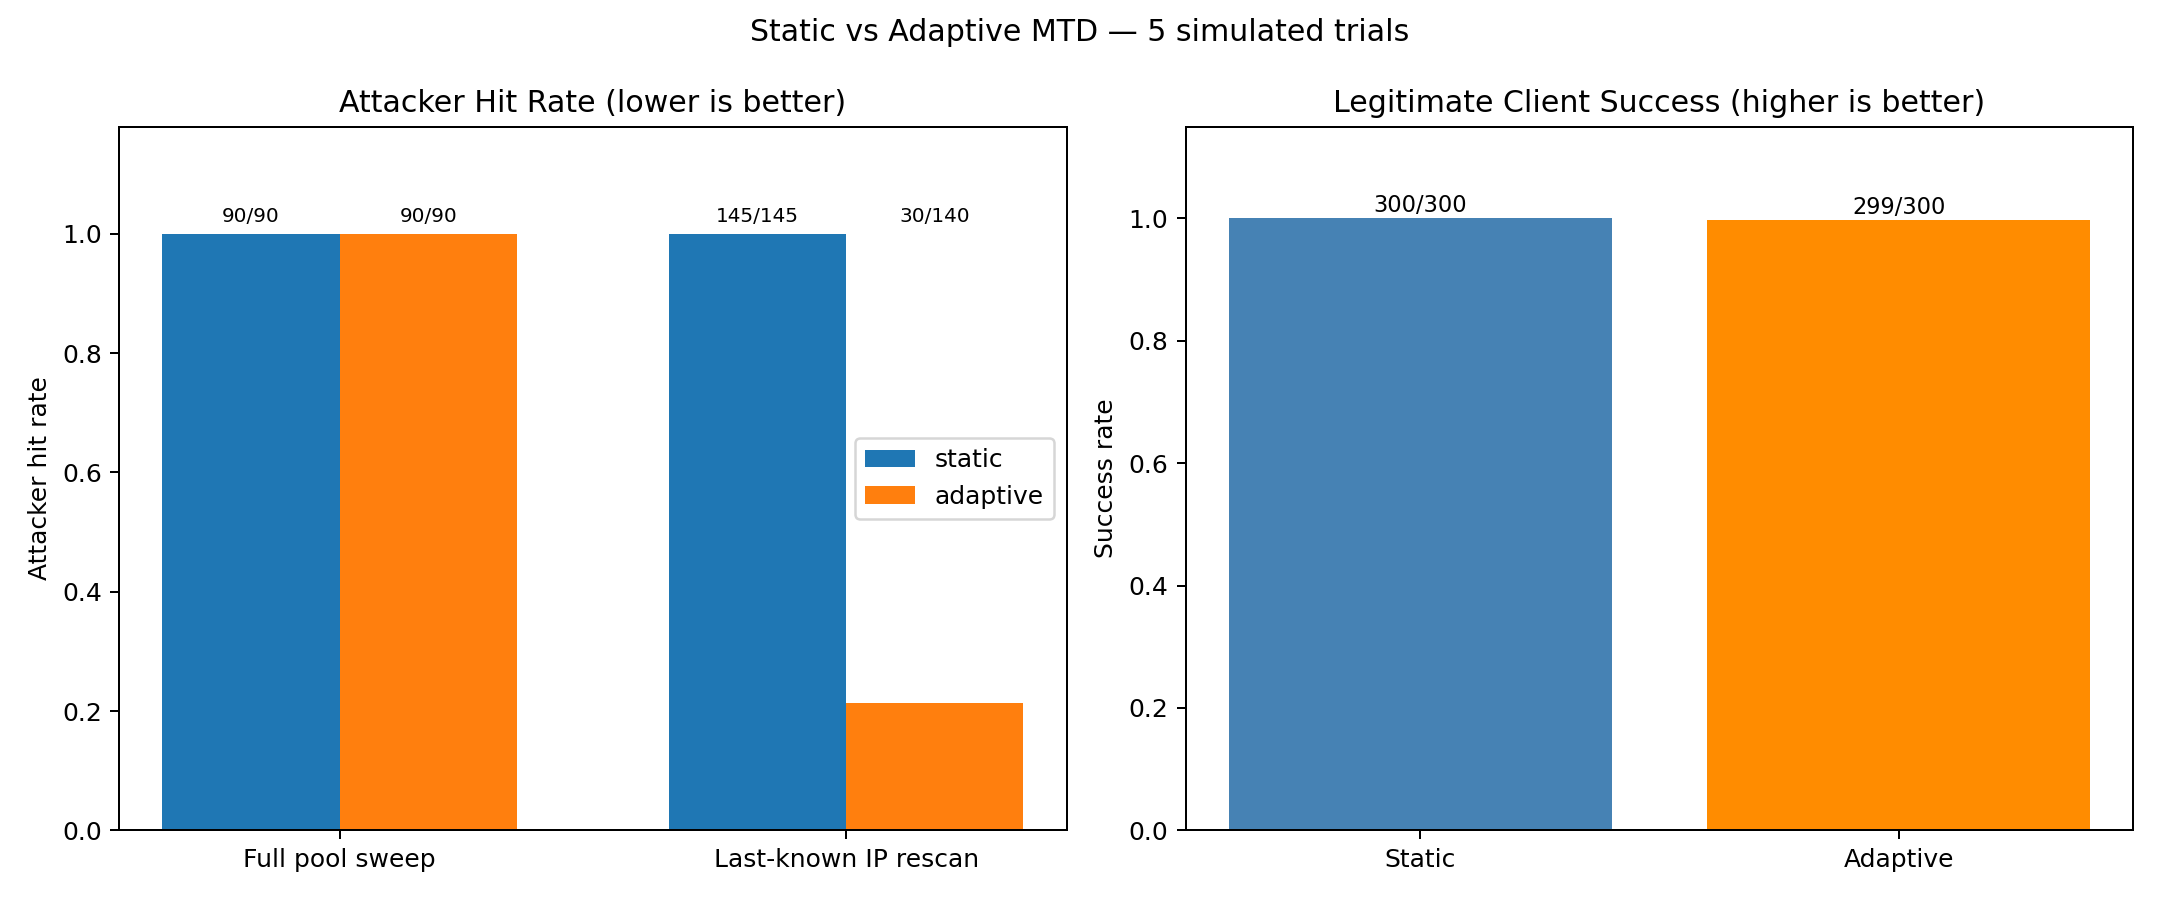 Static vs Adaptive MTD — 5 simulated trials
Attacker Hit Rate (lower is better)
90/90
90/90
145/145
30/140
1.0
0.8
0.6
0.4
0.2
0.0
Attacker hit rate
static
adaptive
Full pool sweep
Last-known IP rescan
Legitimate Client Success (higher is better)
300/300
299/300
1.0
0.8
0.6
0.4
0.2
0.0
Success rate
Static
Adaptive